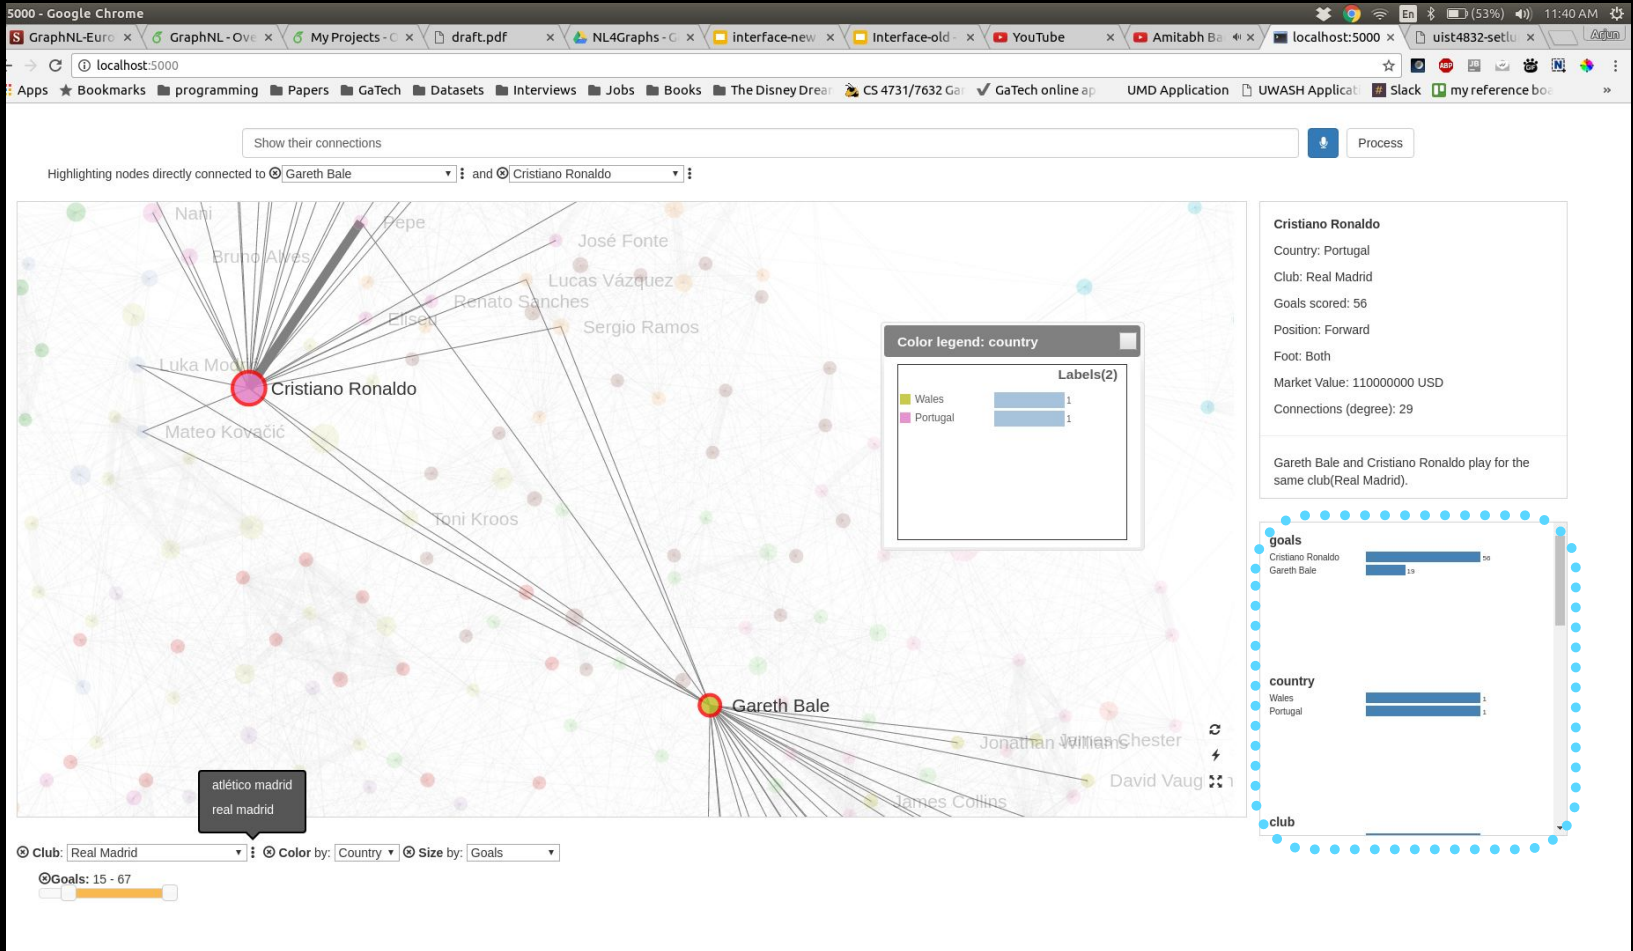 5000 - Google Chrome
En (53%) 11:40 AM
GraphNL-Euro
GraphNL - Ove
My Projects - O
draft.pdf
NL4Graphs - G
interface-new
Interface-old -
YouTube
Amitabh Ba
localhost:5000
uist4832-setlu
Arjun
localhost:5000
Apps Bookmarks programming Papers GaTech Datasets Interviews Jobs Books The Disney Drea CS 4731/7632 Ga GaTech online ap UMD Application UWASH Applicat Slack my reference boa »
Show their connections
Process
Highlighting nodes directly connected to Gareth Bale and Cristiano Ronaldo
Nani
Pepe
José Fonte
Bruno Alves
Lucas Vázquez
Renato Sanches
Eliseu
Sergio Ramos
Luka Modrić
Cristiano Ronaldo
Mateo Kovačić
Toni Kroos
Gareth Bale
Jonathan Williams
James Chester
David Vaug n
James Collins
Color legend: country
Labels(2)
Wales 1
Portugal 1
Cristiano Ronaldo
Country: Portugal
Club: Real Madrid
Goals scored: 56
Position: Forward
Foot: Both
Market Value: 110000000 USD
Connections (degree): 29
Gareth Bale and Cristiano Ronaldo play for the
same club(Real Madrid).
goals
Cristiano Ronaldo 56
Gareth Bale 19
country
Wales 1
Portugal 1
club
atlético madrid
real madrid
Club: Real Madrid Color by: Country Size by: Goals
Goals: 15 - 67